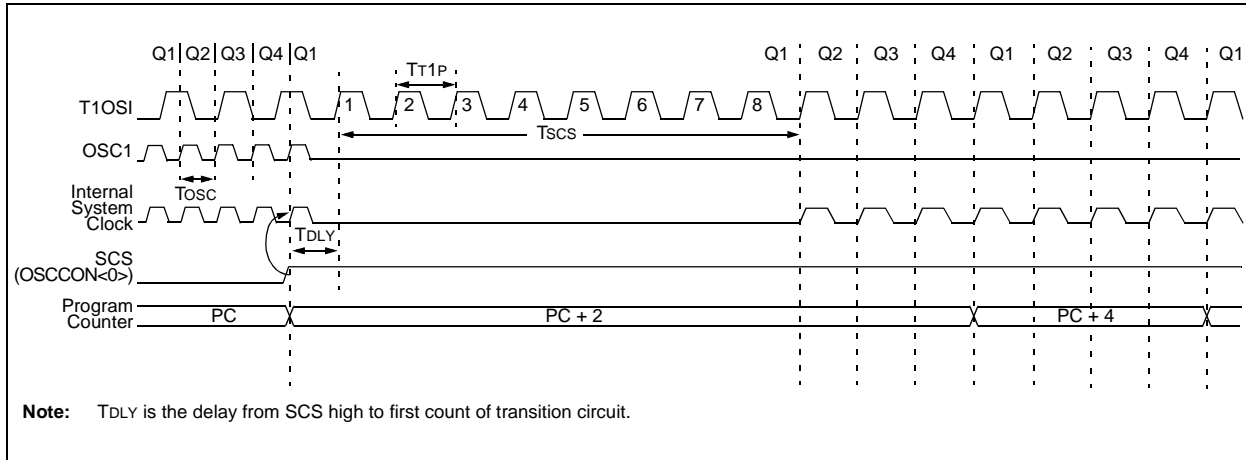 Q1 Q2 Q3 Q4 Q1 Q1 Q2 Q3 Q4 Q1 Q2 Q3 Q4 Q1
TT1P
T1OSI 1 2 3 4 5 6 7 8
TSCS
OSC1
TOSC
Internal
System
Clock
TDLY
SCS
(OSCCON<0>)
Program
Counter
PC PC + 2 PC + 4
Note: TDLY is the delay from SCS high to first count of transition circuit.